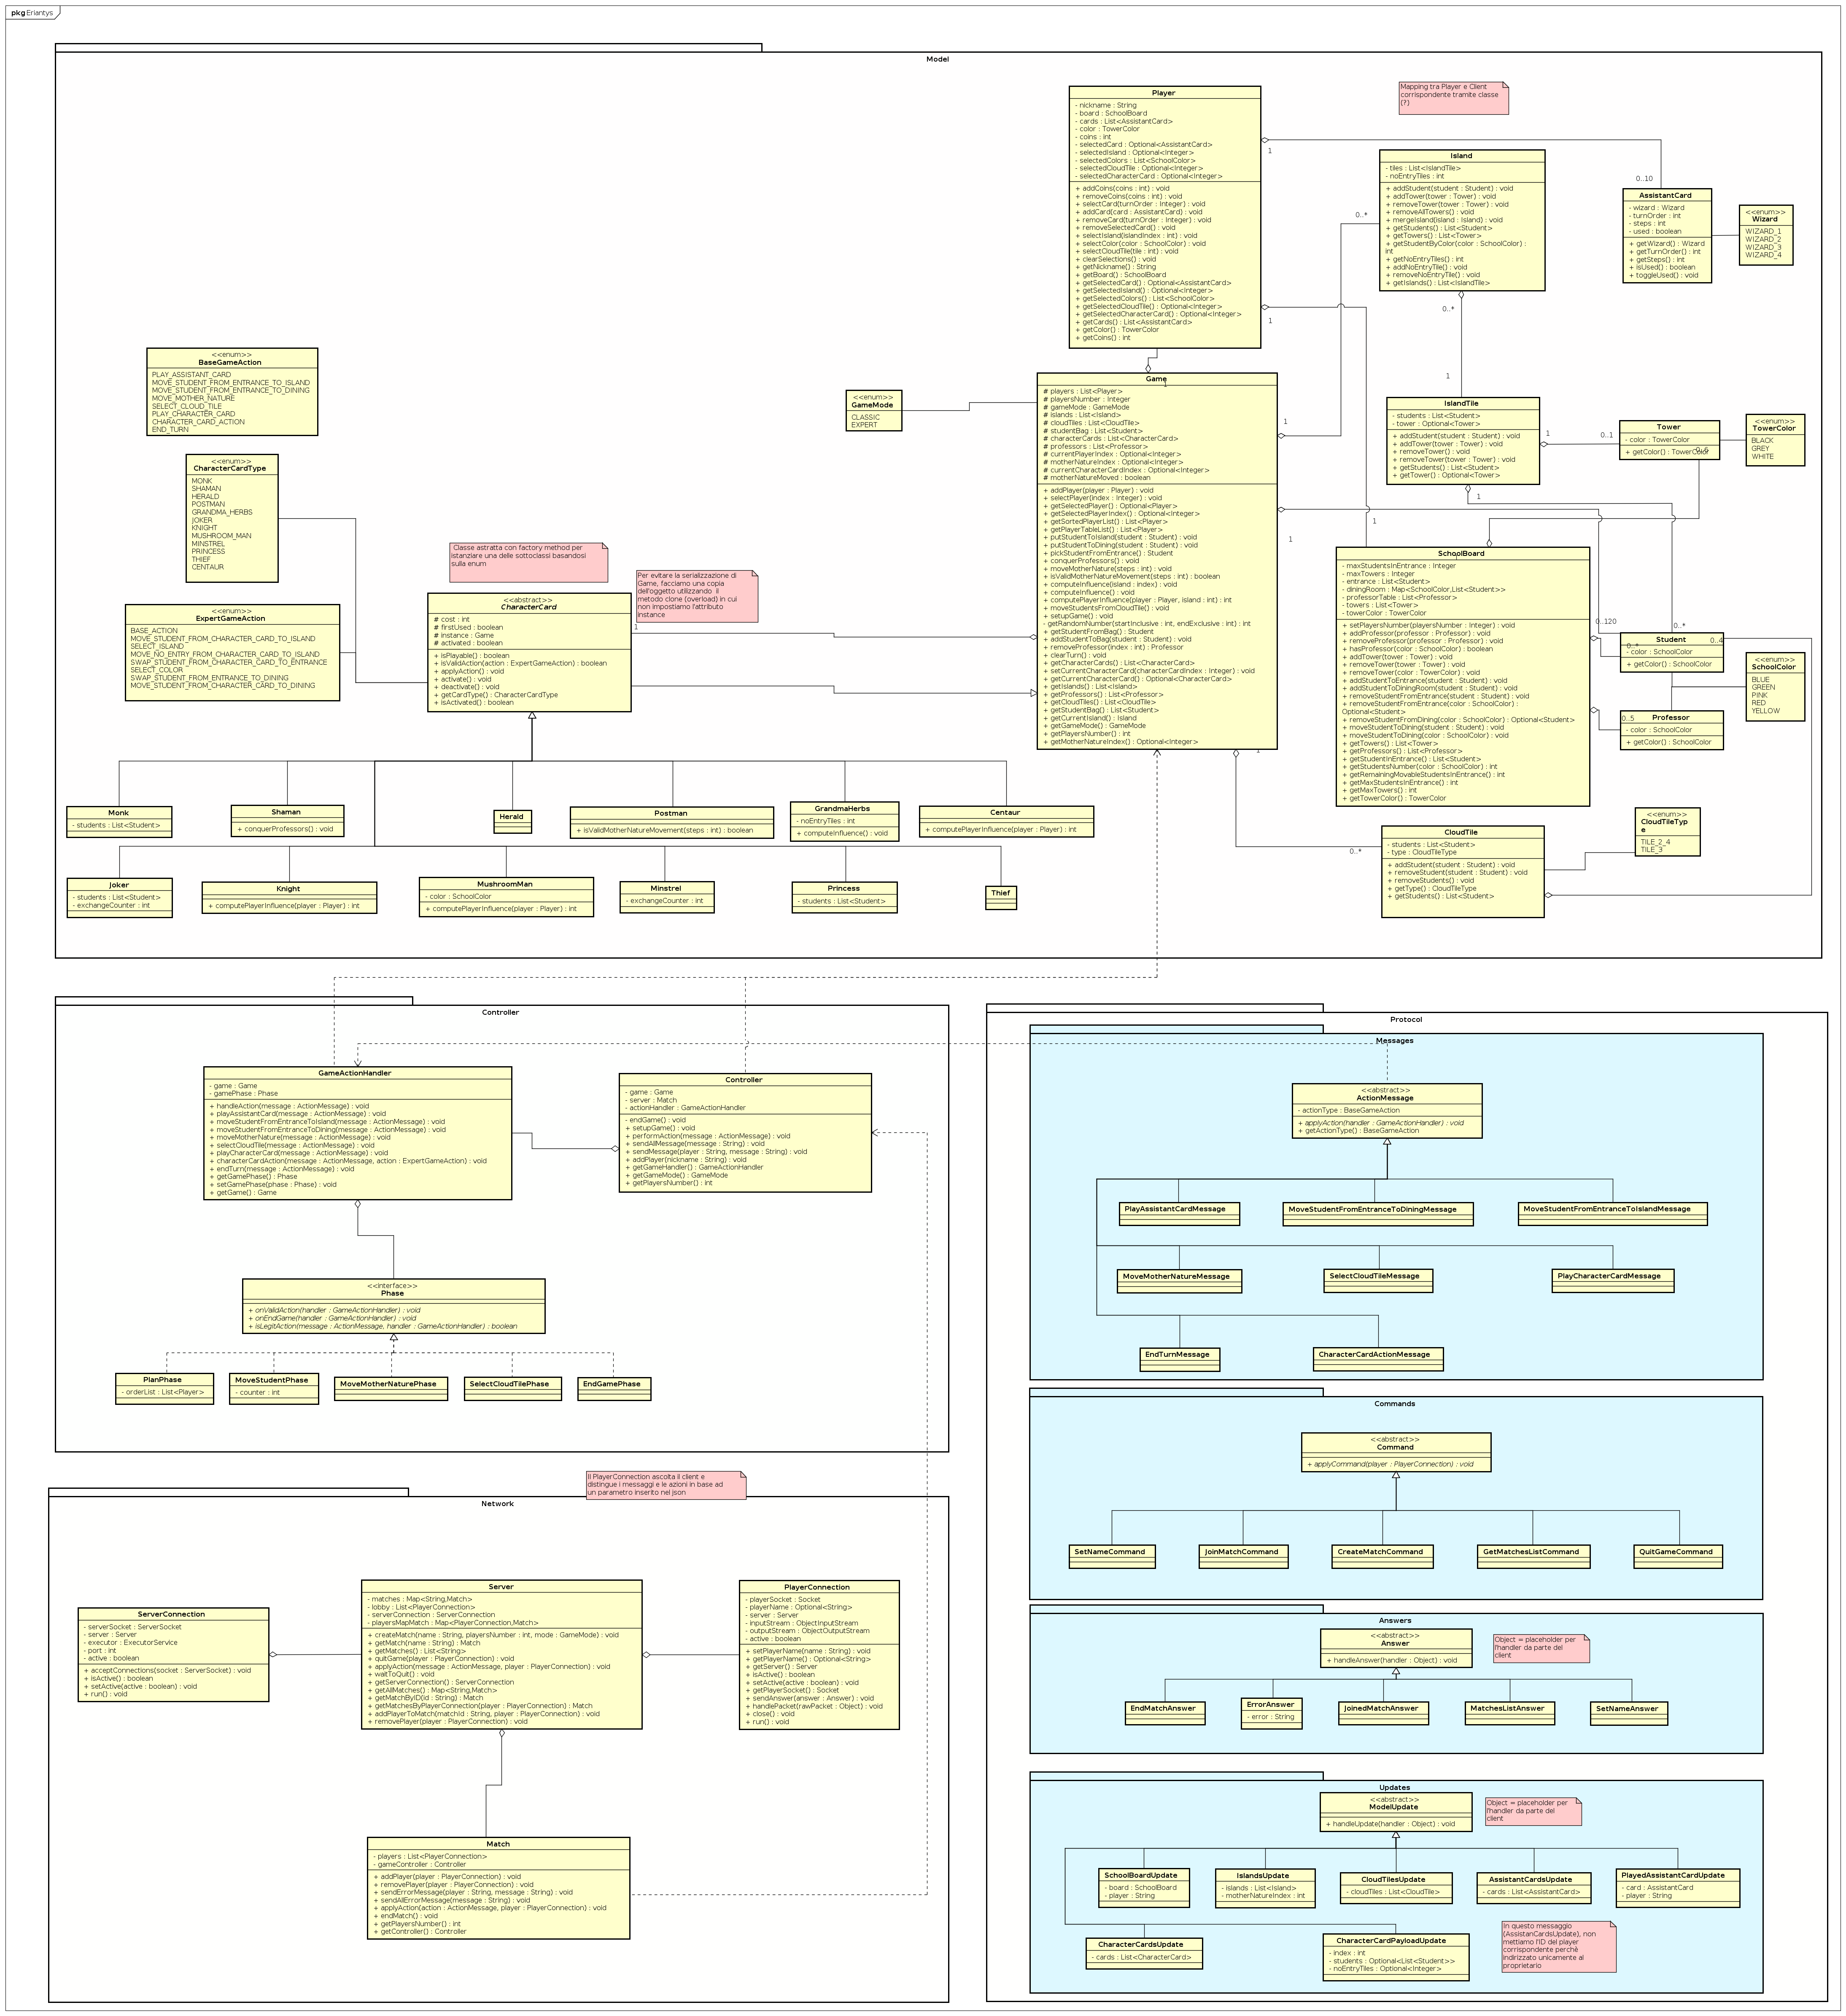 pkg Eriantys
Model
Player
- nickname : String
- board : SchoolBoard
- cards : List<AssistantCard>
- color : TowerColor
- coins : int
- selectedCard : Optional<AssistantCard>
- selectedIsland : Optional<Integer>
- selectedColors : List<SchoolColor>
- selectedCloudTile : Optional<Integer>
- selectedCharacterCard : Optional<Integer>
+ addCoins(coins : int) : void
+ removeCoins(coins : int) : void
+ selectCard(turnOrder : Integer) : void
+ addCard(card : AssistantCard) : void
+ removeCard(turnOrder : Integer) : void
+ removeSelectedCard() : void
+ selectIsland(islandIndex : int) : void
+ selectColor(color : SchoolColor) : void
+ selectCloudTile(tile : int) : void
+ clearSelections() : void
+ getNickname() : String
+ getBoard() : SchoolBoard
+ getSelectedCard() : Optional<AssistantCard>
+ getSelectedIsland() : Optional<Integer>
+ getSelectedColors() : List<SchoolColor>
+ getSelectedCloudTile() : Optional<Integer>
+ getSelectedCharacterCard() : Optional<Integer>
+ getCards() : List<AssistantCard>
+ getColor() : TowerColor
+ getCoins() : int
Mapping tra Player e Client
corrispondente tramite classe
(?)
1
0..10
1
Island
- tiles : List<IslandTile>
- noEntryTiles : int
+ addStudent(student : Student) : void
+ addTower(tower : Tower) : void
+ removeTower(tower : Tower) : void
+ removeAllTowers() : void
+ mergeIsland(island : Island) : void
+ getStudents() : List<Student>
+ getTowers() : List<Tower>
+ getStudentByColor(color : SchoolColor) :
int
+ getNoEntryTiles() : int
+ addNoEntryTile() : void
+ removeNoEntryTile() : void
+ getIslands() : List<IslandTile>
0..*
0..*
1
AssistantCard
- wizard : Wizard
- turnOrder : int
- steps : int
- used : boolean
+ getWizard() : Wizard
+ getTurnOrder() : int
+ getSteps() : int
+ isUsed() : boolean
+ toggleUsed() : void
<<enum>>
Wizard
WIZARD_1
WIZARD_2
WIZARD_3
WIZARD_4
<<enum>>
BaseGameAction
PLAY_ASSISTANT_CARD
MOVE_STUDENT_FROM_ENTRANCE_TO_ISLAND
MOVE_STUDENT_FROM_ENTRANCE_TO_DINING
MOVE_MOTHER_NATURE
SELECT_CLOUD_TILE
PLAY_CHARACTER_CARD
CHARACTER_CARD_ACTION
END_TURN
<<enum>>
GameMode
CLASSIC
EXPERT
Game
1
# players : List<Player>
# playersNumber : Integer
# gameMode : GameMode
# islands : List<Island>
# cloudTiles : List<CloudTile>
# studentBag : List<Student>
# characterCards : List<CharacterCard>
# professors : List<Professor>
# currentPlayerIndex : Optional<Integer>
# motherNatureIndex : Optional<Integer>
# currentCharacterCardIndex : Optional<Integer>
# motherNatureMoved : boolean
+ addPlayer(player : Player) : void
+ selectPlayer(index : Integer) : void
+ getSelectedPlayer() : Optional<Player>
+ getSelectedPlayerIndex() : Optional<Integer>
+ getSortedPlayerList() : List<Player>
+ getPlayerTableList() : List<Player>
+ putStudentToIsland(student : Student) : void
+ putStudentToDining(student : Student) : void
+ pickStudentFromEntrance() : Student
+ conquerProfessors() : void
+ moveMotherNature(steps : int) : void
+ isValidMotherNatureMovement(steps : int) : boolean
+ computeInfluence(island : index) : void
+ computeInfluence() : void
+ computePlayerInfluence(player : Player, island : int) : int
+ moveStudentsFromCloudTile() : void
+ setupGame() : void
- getRandomNumber(startInclusive : int, endExclusive : int) : int
+ getStudentFromBag() : Student
+ addStudentToBag(student : Student) : void
+ removeProfessor(index : int) : Professor
+ clearTurn() : void
+ getCharacterCards() : List<CharacterCard>
+ setCurrentCharacterCard(characterCardIndex : Integer) : void
+ getCurrentCharacterCard() : Optional<CharacterCard>
+ getIslands() : List<Island>
+ getProfessors() : List<Professor>
+ getCloudTiles() : List<CloudTile>
+ getStudentBag() : List<Student>
+ getCurrentIsland() : Island
+ getGameMode() : GameMode
+ getPlayersNumber() : int
+ getMotherNatureIndex() : Optional<Integer>
1
1
1
1
IslandTile
- students : List<Student>
- tower : Optional<Tower>
+ addStudent(student : Student) : void
+ addTower(tower : Tower) : void
+ removeTower() : void
+ removeTower(tower : Tower) : void
+ getStudents() : List<Student>
+ getTower() : Optional<Tower>
1
0..1
1
Tower
- color : TowerColor
+ getColor() : TowerColor
<<enum>>
TowerColor
BLACK
GREY
WHITE
<<enum>>
CharacterCardType
MONK
SHAMAN
HERALD
POSTMAN
GRANDMA_HERBS
JOKER
KNIGHT
MUSHROOM_MAN
MINSTREL
PRINCESS
THIEF
CENTAUR
<<enum>>
ExpertGameAction
BASE_ACTION
MOVE_STUDENT_FROM_CHARACTER_CARD_TO_ISLAND
SELECT_ISLAND
MOVE_NO_ENTRY_FROM_CHARACTER_CARD_TO_ISLAND
SWAP_STUDENT_FROM_CHARACTER_CARD_TO_ENTRANCE
SELECT_COLOR
SWAP_STUDENT_FROM_ENTRANCE_TO_DINING
MOVE_STUDENT_FROM_CHARACTER_CARD_TO_DINING
Classe astratta con factory method per
istanziare una delle sottoclassi basandosi
sulla enum
Per evitare la serializzazione di
Game, facciamo una copia
dell'oggetto utilizzando il
metodo clone (overload) in cui
non impostiamo l'attributo
instance
<<abstract>>
CharacterCard
# cost : int
# firstUsed : boolean
# instance : Game
# activated : boolean
+ isPlayable() : boolean
+ isValidAction(action : ExpertGameAction) : boolean
+ applyAction() : void
+ activate() : void
+ deactivate() : void
+ getCardType() : CharacterCardType
+ isActivated() : boolean
1
SchoolBoard
- maxStudentsInEntrance : Integer
- maxTowers : Integer
- entrance : List<Student>
- diningRoom : Map<SchoolColor,List<Student>>
- professorTable : List<Professor>
- towers : List<Tower>
- towerColor : TowerColor
+ setPlayersNumber(playersNumber : Integer) : void
+ addProfessor(professor : Professor) : void
+ removeProfessor(professor : Professor) : void
+ hasProfessor(color : SchoolColor) : boolean
+ addTower(tower : Tower) : void
+ removeTower(tower : Tower) : void
+ removeTower(color : TowerColor) : void
+ addStudentToEntrance(student : Student) : void
+ addStudentToDiningRoom(student : Student) : void
+ removeStudentFromEntrance(student : Student) : void
+ removeStudentFromEntrance(color : SchoolColor) :
Optional<Student>
+ removeStudentFromDining(color : SchoolColor) : Optional<Student>
+ moveStudentToDining(student : Student) : void
+ moveStudentToDining(color : SchoolColor) : void
+ getTowers() : List<Tower>
+ getProfessors() : List<Professor>
+ getStudentInEntrance() : List<Student>
+ getStudentsNumber(color : SchoolColor) : int
+ getRemainingMovableStudentsInEntrance() : int
+ getMaxStudentsInEntrance() : int
+ getMaxTowers() : int
+ getTowerColor() : TowerColor
0..120
0..*
0..4
Student
- color : SchoolColor
+ getColor() : SchoolColor
<<enum>>
SchoolColor
BLUE
GREEN
PINK
RED
YELLOW
Professor
0..5
- color : SchoolColor
+ getColor() : SchoolColor
Monk
- students : List<Student>
Shaman
+ conquerProfessors() : void
Herald
Postman
+ isValidMotherNatureMovement(steps : int) : boolean
GrandmaHerbs
- noEntryTiles : int
+ computeInfluence() : void
Centaur
+ computePlayerInfluence(player : Player) : int
Joker
- students : List<Student>
- exchangeCounter : int
Knight
+ computePlayerInfluence(player : Player) : int
MushroomMan
- color : SchoolColor
+ computePlayerInfluence(player : Player) : int
Minstrel
- exchangeCounter : int
Princess
- students : List<Student>
Thief
0..*
CloudTile
- students : List<Student>
- type : CloudTileType
+ addStudent(student : Student) : void
+ removeStudent(student : Student) : void
+ removeStudents() : void
+ getType() : CloudTileType
+ getStudents() : List<Student>
<<enum>>
CloudTileTyp
e
TILE_2_4
TILE_3
Controller
GameActionHandler
- game : Game
- gamePhase : Phase
+ handleAction(message : ActionMessage) : void
+ playAssistantCard(message : ActionMessage) : void
+ moveStudentFromEntranceToIsland(message : ActionMessage) : void
+ moveStudentFromEntranceToDining(message : ActionMessage) : void
+ moveMotherNature(message : ActionMessage) : void
+ selectCloudTile(message : ActionMessage) : void
+ playCharacterCard(message : ActionMessage) : void
+ characterCardAction(message : ActionMessage, action : ExpertGameAction) : void
+ endTurn(message : ActionMessage) : void
+ getGamePhase() : Phase
+ setGamePhase(phase : Phase) : void
+ getGame() : Game
Controller
- game : Game
- server : Match
- actionHandler : GameActionHandler
- endGame() : void
+ setupGame() : void
+ performAction(message : ActionMessage) : void
+ sendAllMessage(message : String) : void
+ sendMessage(player : String, message : String) : void
+ addPlayer(nickname : String) : void
+ getGameHandler() : GameActionHandler
+ getGameMode() : GameMode
+ getPlayersNumber() : int
<<interface>>
Phase
+ onValidAction(handler : GameActionHandler) : void
+ onEndGame(handler : GameActionHandler) : void
+ isLegitAction(message : ActionMessage, handler : GameActionHandler) : boolean
PlanPhase
- orderList : List<Player>
MoveStudentPhase
- counter : int
MoveMotherNaturePhase
SelectCloudTilePhase
EndGamePhase
Il PlayerConnection ascolta il client e
distingue i messaggi e le azioni in base ad
un parametro inserito nel json
Network
ServerConnection
- serverSocket : ServerSocket
- server : Server
- executor : ExecutorService
- port : int
- active : boolean
+ acceptConnections(socket : ServerSocket) : void
+ isActive() : boolean
+ setActive(active : boolean) : void
+ run() : void
Server
- matches : Map<String,Match>
- lobby : List<PlayerConnection>
- serverConnection : ServerConnection
- playersMapMatch : Map<PlayerConnection,Match>
+ createMatch(name : String, playersNumber : int, mode : GameMode) : void
+ getMatch(name : String) : Match
+ getMatches() : List<String>
+ quitGame(player : PlayerConnection) : void
+ applyAction(message : ActionMessage, player : PlayerConnection) : void
+ waitToQuit() : void
+ getServerConnection() : ServerConnection
+ getAllMatches() : Map<String,Match>
+ getMatchByID(id : String) : Match
+ getMatchesByPlayerConnection(player : PlayerConnection) : Match
+ addPlayerToMatch(matchId : String, player : PlayerConnection) : void
+ removePlayer(player : PlayerConnection) : void
PlayerConnection
- playerSocket : Socket
- playerName : Optional<String>
- server : Server
- inputStream : ObjectInputStream
- outputStream : ObjectOutputStream
- active : boolean
+ setPlayerName(name : String) : void
+ getPlayerName() : Optional<String>
+ getServer() : Server
+ isActive() : boolean
+ setActive(active : boolean) : void
+ getPlayerSocket() : Socket
+ sendAnswer(answer : Answer) : void
+ handlePacket(rawPacket : Object) : void
+ close() : void
+ run() : void
Match
- players : List<PlayerConnection>
- gameController : Controller
+ addPlayer(player : PlayerConnection) : void
+ removePlayer(player : PlayerConnection) : void
+ sendErrorMessage(player : String, message : String) : void
+ sendAllErrorMessage(message : String) : void
+ applyAction(action : ActionMessage, player : PlayerConnection) : void
+ endMatch() : void
+ getPlayersNumber() : int
+ getController() : Controller
Protocol
Messages
<<abstract>>
ActionMessage
- actionType : BaseGameAction
+ applyAction(handler : GameActionHandler) : void
+ getActionType() : BaseGameAction
PlayAssistantCardMessage
MoveStudentFromEntranceToDiningMessage
MoveStudentFromEntranceToIslandMessage
MoveMotherNatureMessage
SelectCloudTileMessage
PlayCharacterCardMessage
EndTurnMessage
CharacterCardActionMessage
Commands
<<abstract>>
Command
+ applyCommand(player : PlayerConnection) : void
SetNameCommand
JoinMatchCommand
CreateMatchCommand
GetMatchesListCommand
QuitGameCommand
Answers
<<abstract>>
Answer
+ handleAnswer(handler : Object) : void
Object = placeholder per
l'handler da parte del
client
EndMatchAnswer
ErrorAnswer
- error : String
JoinedMatchAnswer
MatchesListAnswer
SetNameAnswer
Updates
<<abstract>>
ModelUpdate
+ handleUpdate(handler : Object) : void
Object = placeholder per
l'handler da parte del
client
SchoolBoardUpdate
- board : SchoolBoard
- player : String
IslandsUpdate
- islands : List<Island>
- motherNatureIndex : int
CloudTilesUpdate
- cloudTiles : List<CloudTile>
AssistantCardsUpdate
- cards : List<AssistantCard>
PlayedAssistantCardUpdate
- card : AssistantCard
- player : String
CharacterCardsUpdate
- cards : List<CharacterCard>
CharacterCardPayloadUpdate
- index : int
- students : Optional<List<Student>>
- noEntryTiles : Optional<Integer>
In questo messaggio
(AssistanCardsUpdate), non
mettiamo l'ID del player
corrispondente perchè
indirizzato unicamente al
proprietario